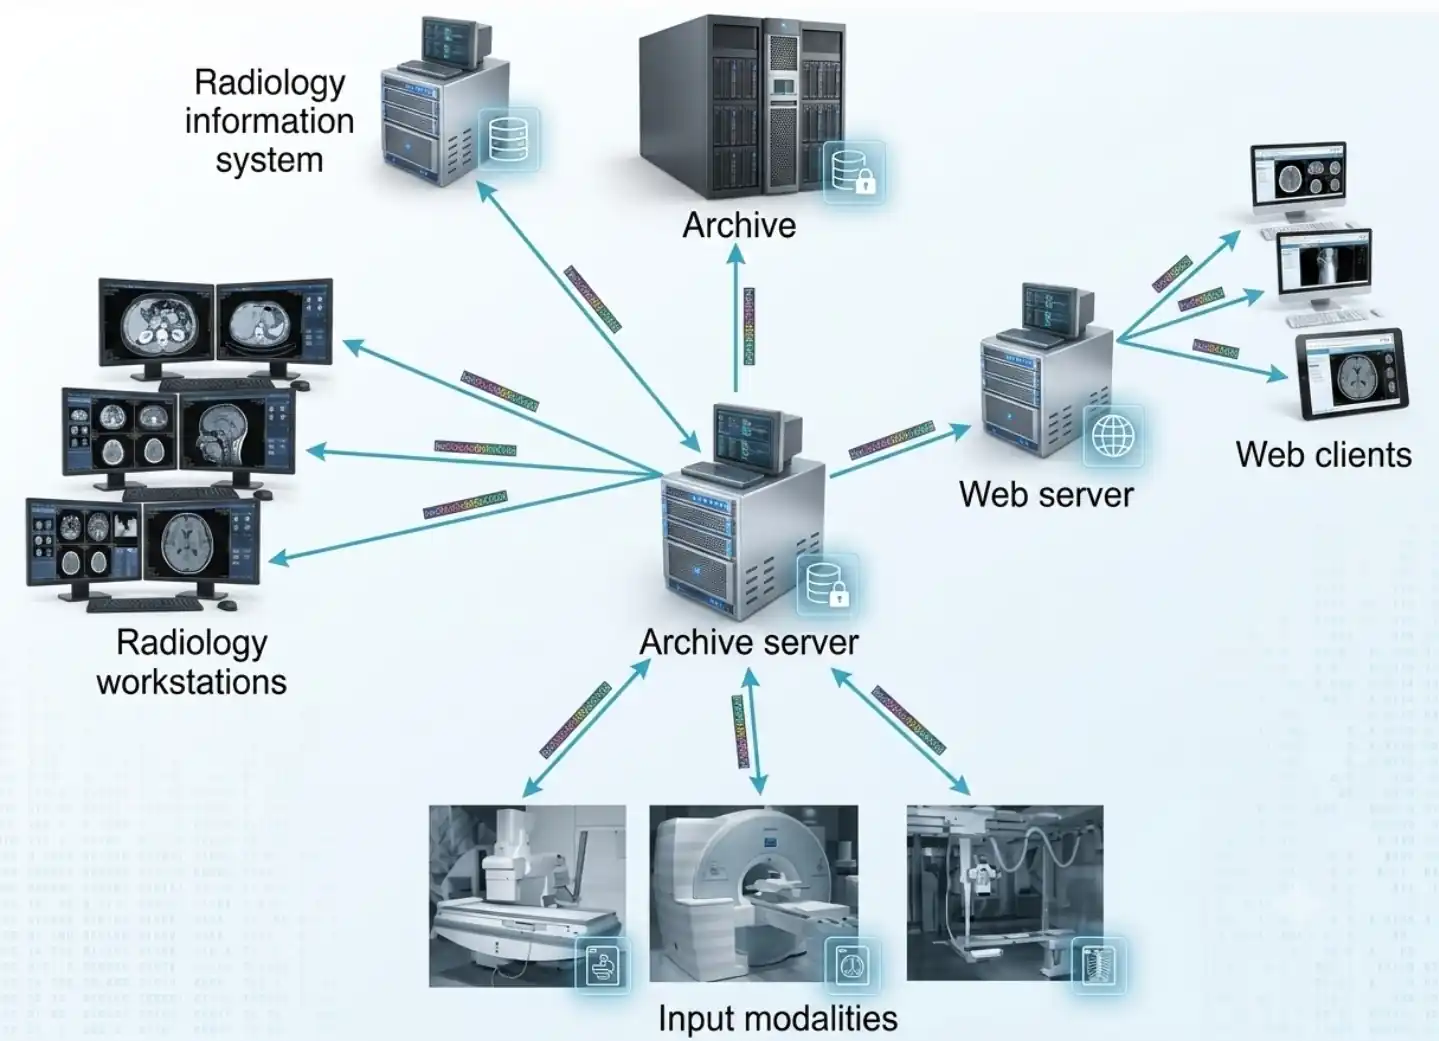 Radiology
information
system
Archive
Web clients
Web server
Radiology
workstations
Archive server
Input modalities